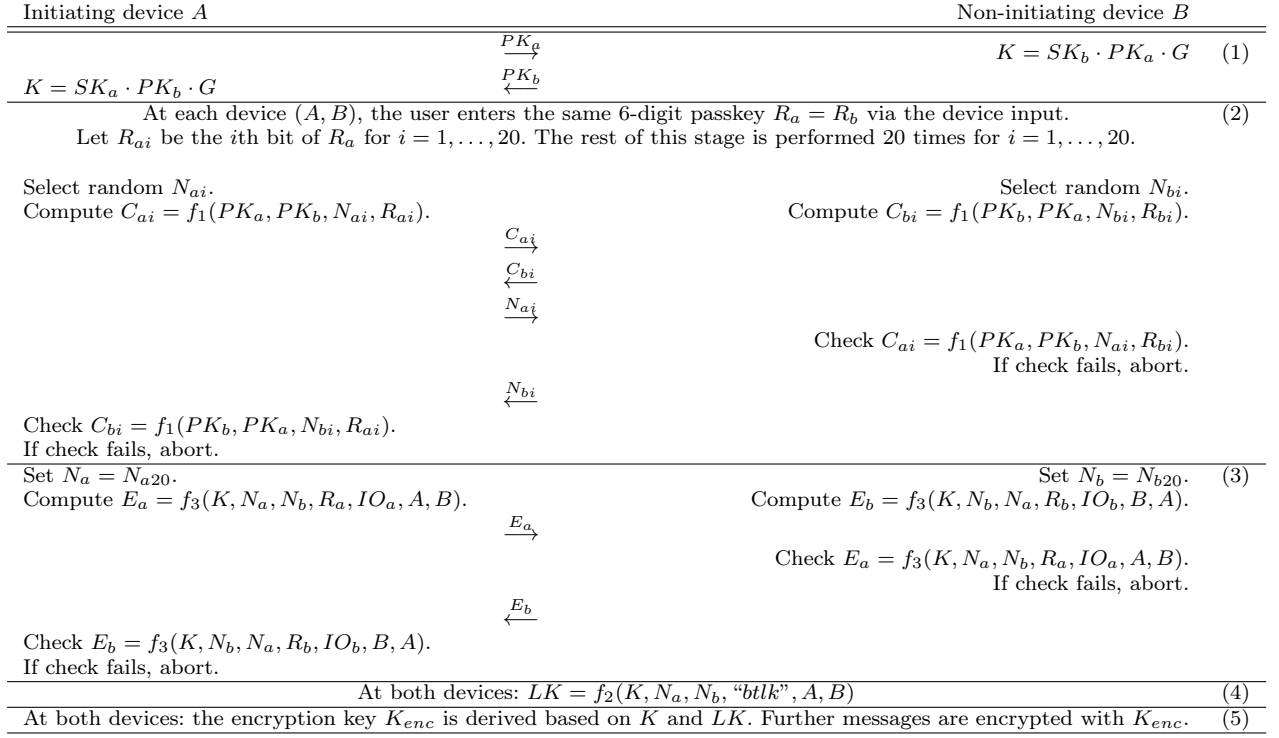 Initiating device A Non-initiating device B
PK_a
K = SK_b · PK_a · G (1)
PK_b
K = SK_a · PK_b · G
At each device (A, B), the user enters the same 6-digit passkey R_a = R_b via the device input. (2)
Let R_ai be the ith bit of R_a for i = 1, . . . , 20. The rest of this stage is performed 20 times for i = 1, . . . , 20.
Select random N_ai. Select random N_bi.
Compute C_ai = f_1(PK_a, PK_b, N_ai, R_ai). Compute C_bi = f_1(PK_b, PK_a, N_bi, R_bi).
C_ai
→
C_bi
←
N_ai
→
Check C_ai = f_1(PK_a, PK_b, N_ai, R_bi).
If check fails, abort.
N_bi
←
Check C_bi = f_1(PK_b, PK_a, N_bi, R_ai).
If check fails, abort.
Set N_a = N_a20. Set N_b = N_b20. (3)
Compute E_a = f_3(K, N_a, N_b, R_a, IO_a, A, B). Compute E_b = f_3(K, N_b, N_a, R_b, IO_b, B, A).
E_a
→
Check E_a = f_3(K, N_a, N_b, R_a, IO_a, A, B).
If check fails, abort.
E_b
←
Check E_b = f_3(K, N_b, N_a, R_b, IO_b, B, A).
If check fails, abort.
At both devices: LK = f_2(K, N_a, N_b, “btlk”, A, B) (4)
At both devices: the encryption key K_enc is derived based on K and LK. Further messages are encrypted with K_enc. (5)